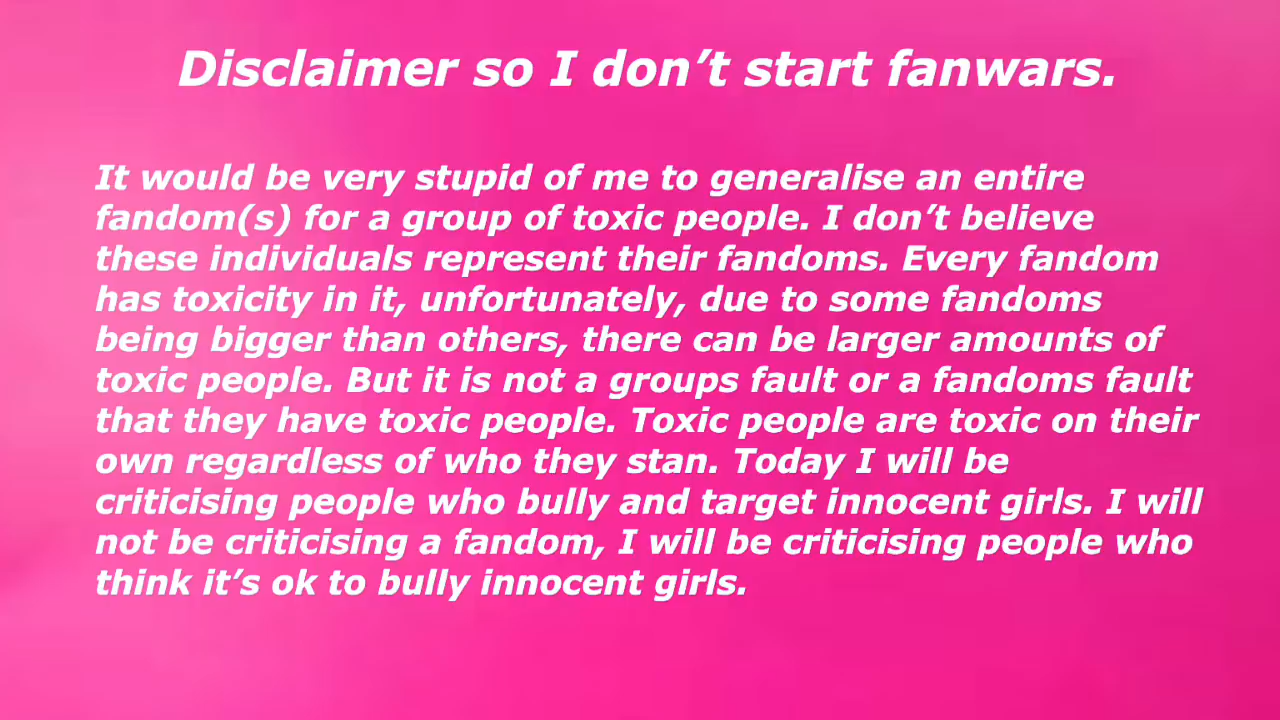 Disclaimer so I don’t start fanwars.
It would be very stupid of me to generalise an entire
fandom(s) for a group of toxic people. I don’t believe
these individuals represent their fandoms. Every fandom
has toxicity in it, unfortunately, due to some fandoms
being bigger than others, there can be larger amounts of
toxic people. But it is not a groups fault or a fandoms fault
that they have toxic people. Toxic people are toxic on their
own regardless of who they stan. Today I will be
criticising people who bully and target innocent girls. I will
not be criticising a fandom, I will be criticising people who
think it’s ok to bully innocent girls.